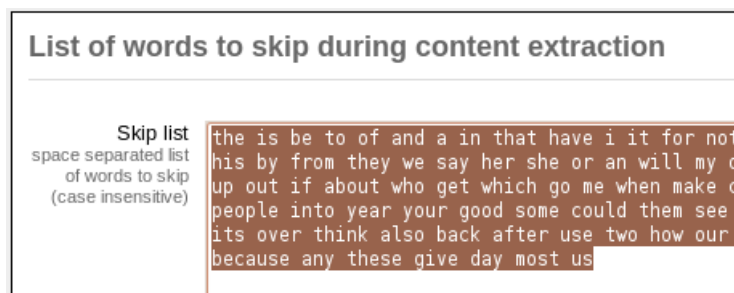 List of words to skip during content extraction
Skip list
space separated list
of words to skip
(case insensitive)
the is be to of and a in that have i it for not
his by from they we say her she or an will my
up out if about who get which go me when make
people into year your good some could them see
its over think also back after use two how our
because any these give day most us